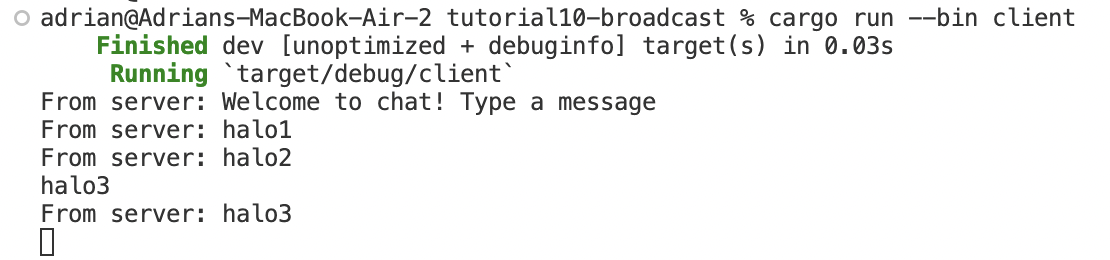 adrian@Adrians-MacBook-Air-2 tutorial10-broadcast % cargo run --bin client
Finished dev [unoptimized + debuginfo] target(s) in 0.03s
Running `target/debug/client`
From server: Welcome to chat! Type a message
From server: halo1
From server: halo2
halo3
From server: halo3